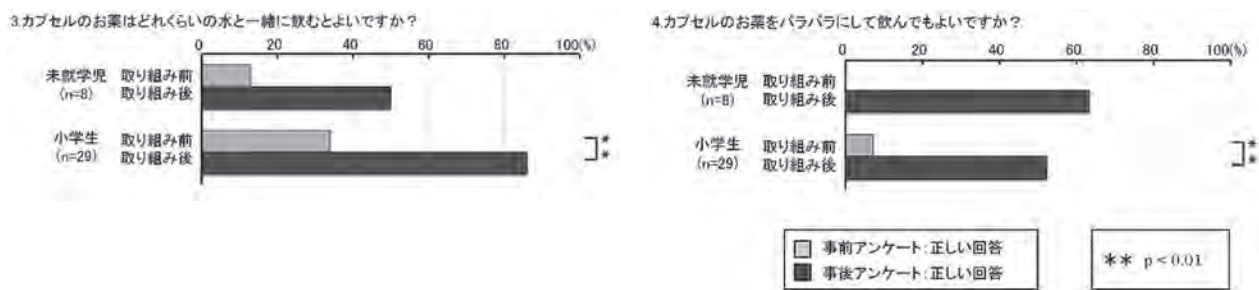 3.カプセルのお薬はどれくらいの水と一緒に飲むとよいですか?
0 20 40 60 80 100(%)
未就学児 取り組み前
(n=8) 取り組み後
小学生 取り組み前
(n=29) 取り組み後
**
4.カプセルのお薬をバラバラにして飲んでもよいですか?
0 20 40 60 80 100(%)
未就学児 取り組み前
(n=8) 取り組み後
小学生 取り組み前
(n=29) 取り組み後
**
事前アンケート:正しい回答
事後アンケート:正しい回答
** p<0.01